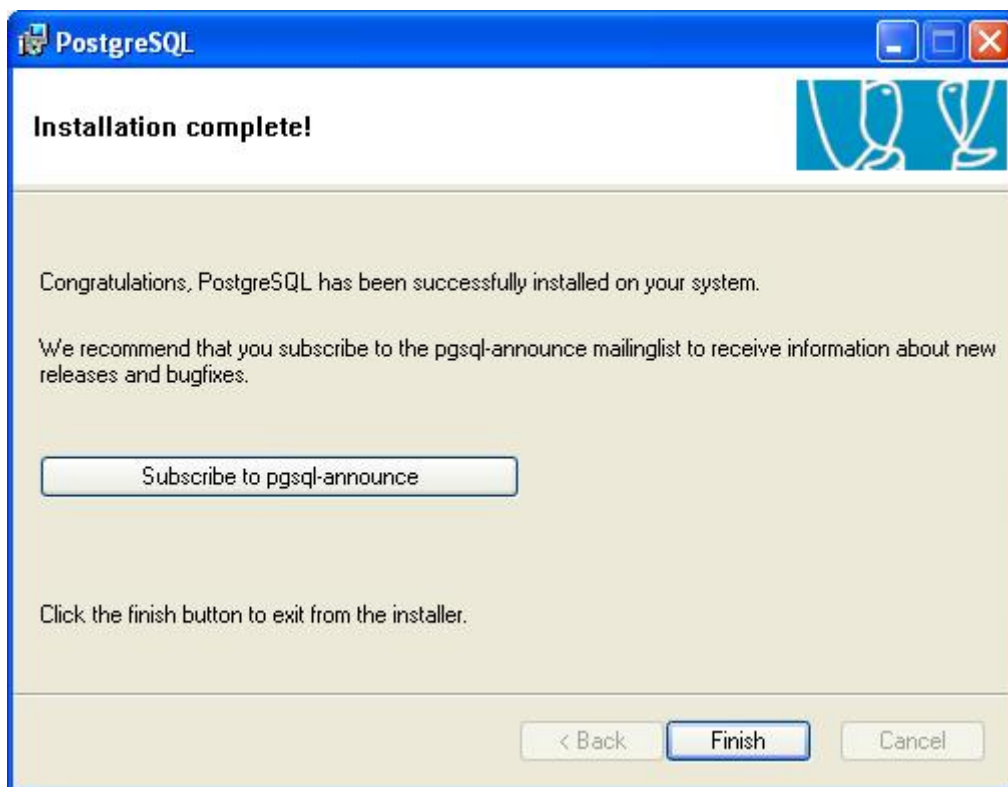 PostgreSQL
Installation complete!
Congratulations, PostgreSQL has been successfully installed on your system.
We recommend that you subscribe to the pgsql-announce mailinglist to receive information about new
releases and bugfixes.
Subscribe to pgsql-announce
Click the finish button to exit from the installer.
< Back
Finish
Cancel